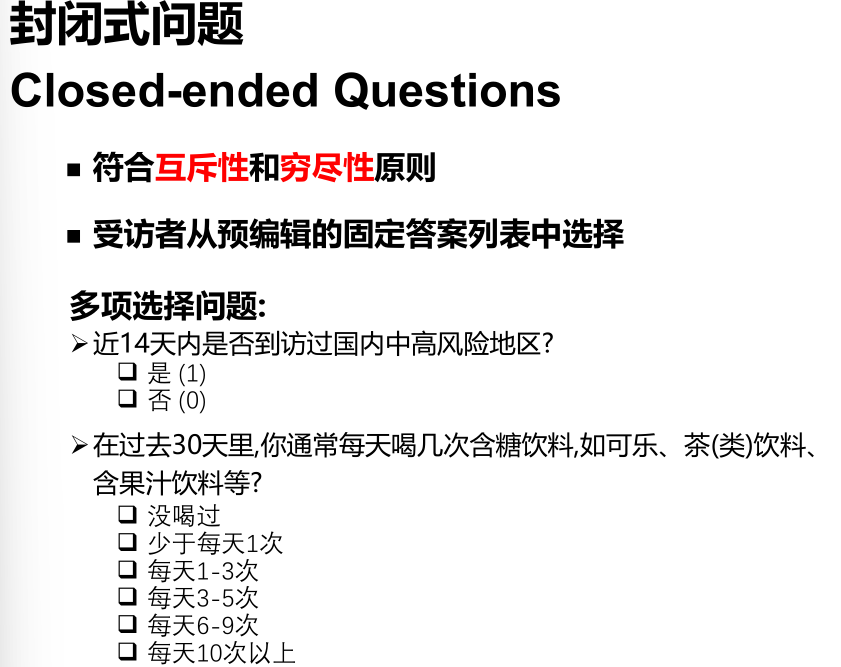 封闭式问题
Closed-ended Questions
▪ 符合互斥性和穷尽性原则
▪ 受访者从预编辑的固定答案列表中选择
多项选择问题:
➢近14天内是否到访过国内中高风险地区?
❑ 是 (1)
❑ 否 (0)
➢在过去30天里,你通常每天喝几次含糖饮料,如可乐、茶(类)饮料、
含果汁饮料等?
❑ 没喝过
❑ 少于每天1次
❑ 每天1-3次
❑ 每天3-5次
❑ 每天6-9次
❑ 每天10次以上